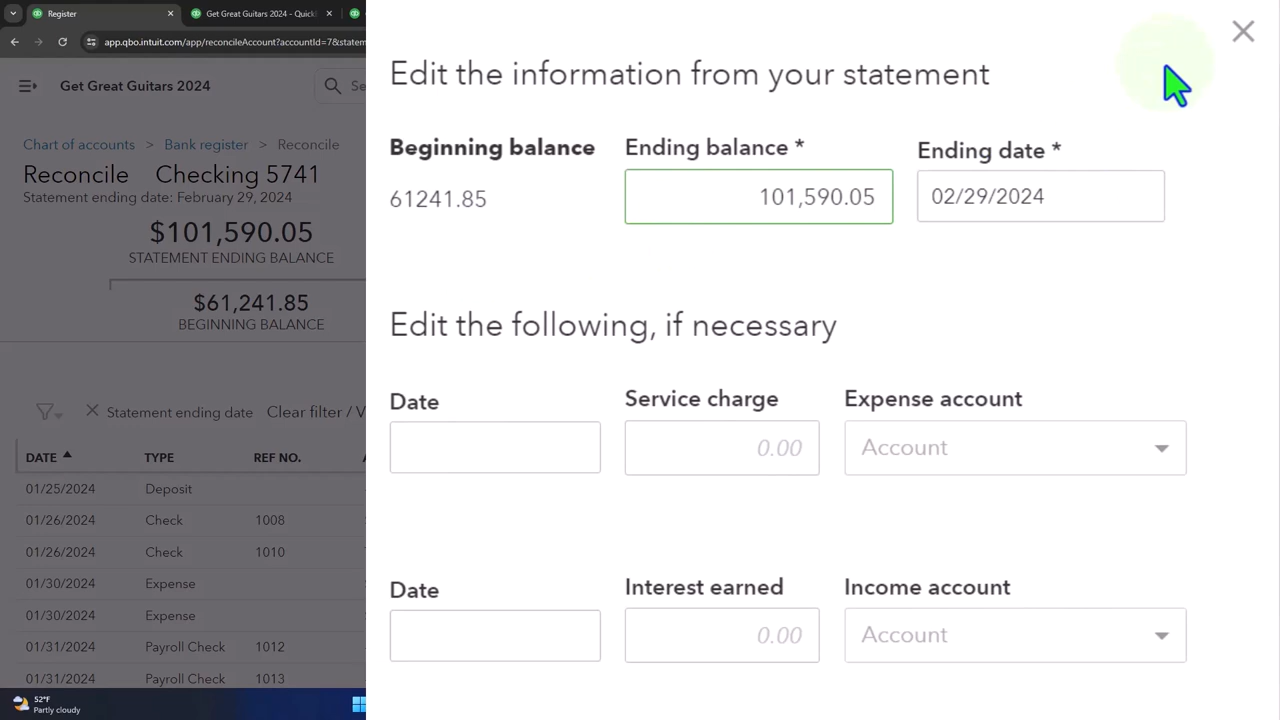 Register
Get Great Guitars 2024 - Quick
app.qbo.intuit.com/app/reconcileAccount?accountId=7&statem
Get Great Guitars 2024
Se
Chart of accounts > Bank register > Reconcile
Reconcile Checking 5741
Statement ending date: February 29, 2024
$101,590.05
STATEMENT ENDING BALANCE
$61,241.85
BEGINNING BALANCE
Statement ending date Clear filter / V
DATE TYPE REF NO.
01/25/2024 Deposit
01/26/2024 Check 1008
01/26/2024 Check 1010
01/30/2024 Expense
01/30/2024 Expense
01/31/2024 Payroll Check 1012
01/31/2024 Payroll Check 1013
52°F
Partly cloudy
Edit the information from your statement
Beginning balance Ending balance * Ending date *
61241.85 101,590.05 02/29/2024
Edit the following, if necessary
Date Service charge Expense account
0.00 Account
Date Interest earned Income account
0.00 Account